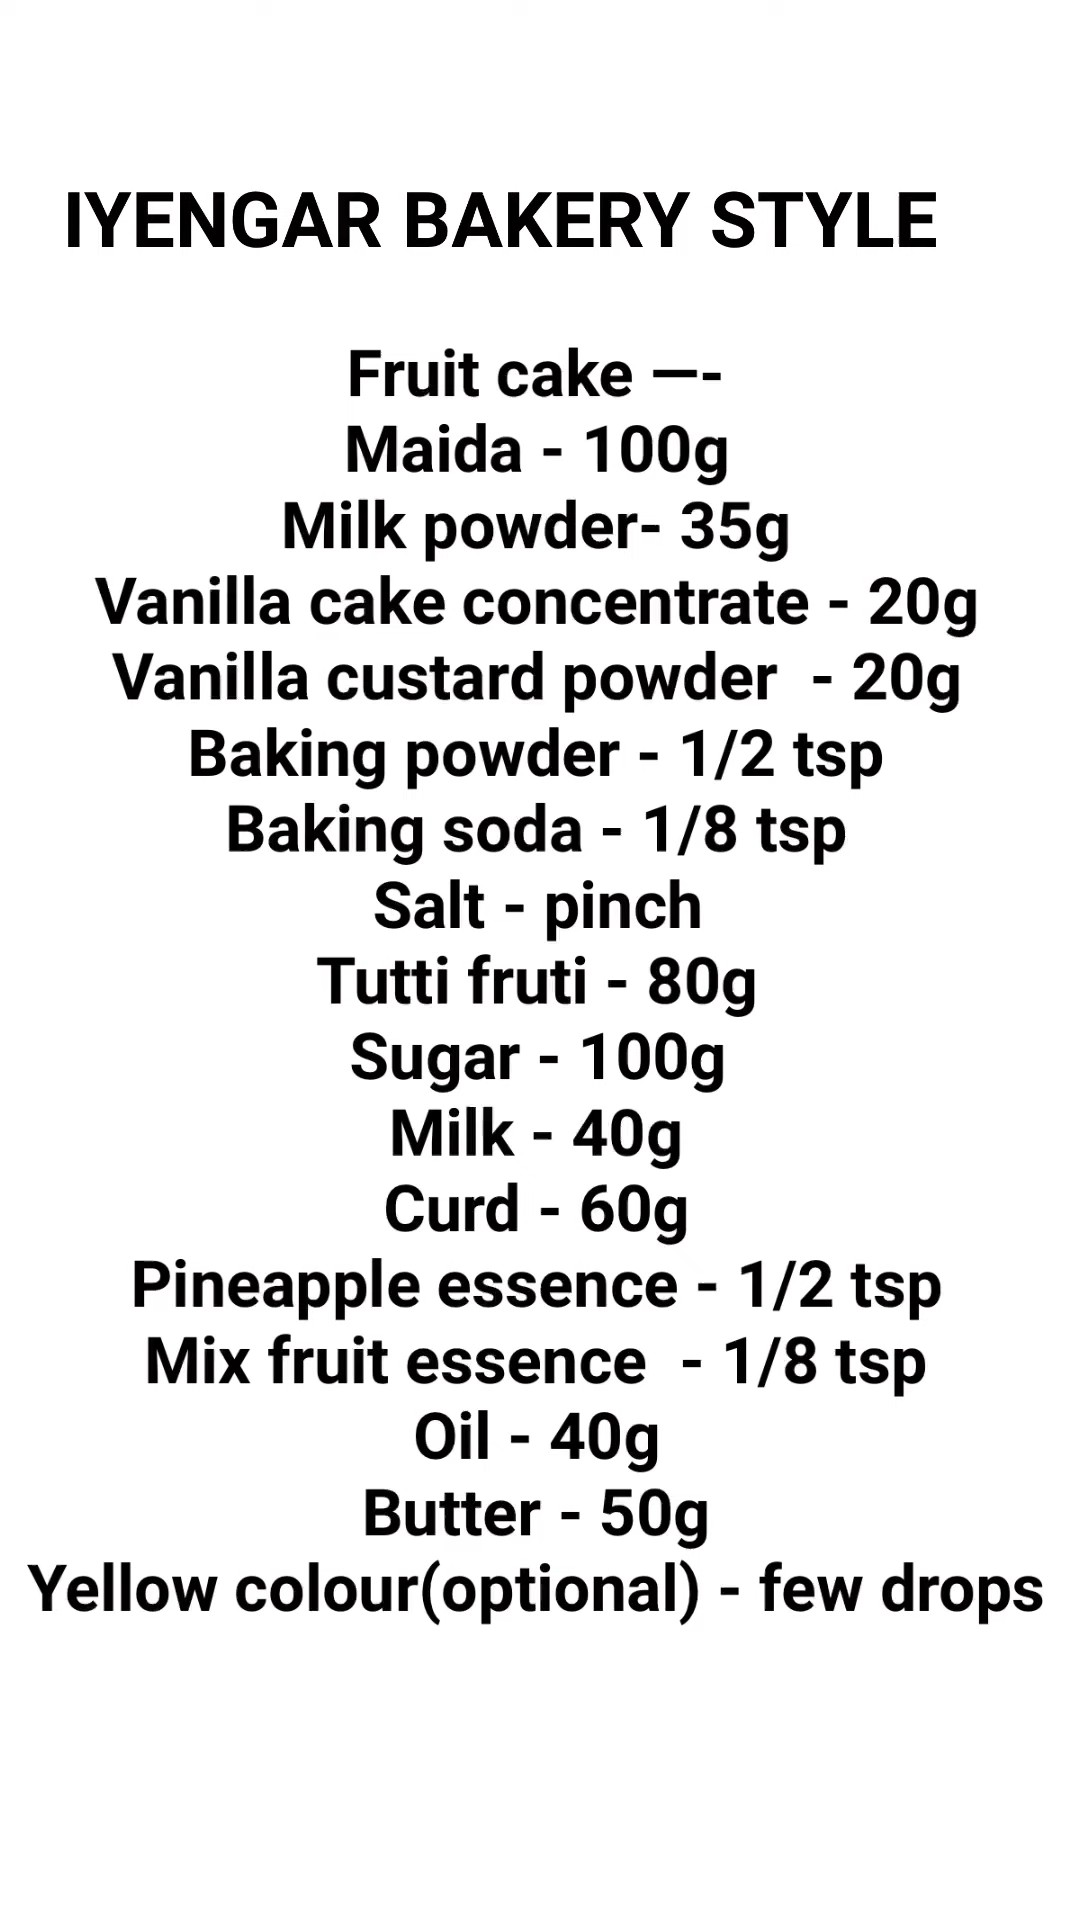 IYENGAR BAKERY STYLE
Fruit cake —-
Maida - 100g
Milk powder- 35g
Vanilla cake concentrate - 20g
Vanilla custard powder  - 20g
Baking powder - 1/2 tsp
Baking soda - 1/8 tsp
Salt - pinch
Tutti fruti - 80g
Sugar - 100g
Milk - 40g
Curd - 60g
Pineapple essence - 1/2 tsp
Mix fruit essence  - 1/8 tsp
Oil - 40g
Butter - 50g
Yellow colour(optional) - few drops